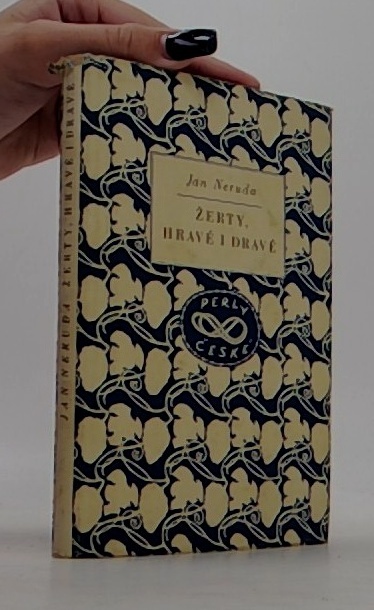 Jan Neruda
ŽERTY,
HRAVÉ I DRAVÉ
PERLY
ČESKÉ
JAN NERUDA ŽERTY, HRAVÉ I DRAVÉ